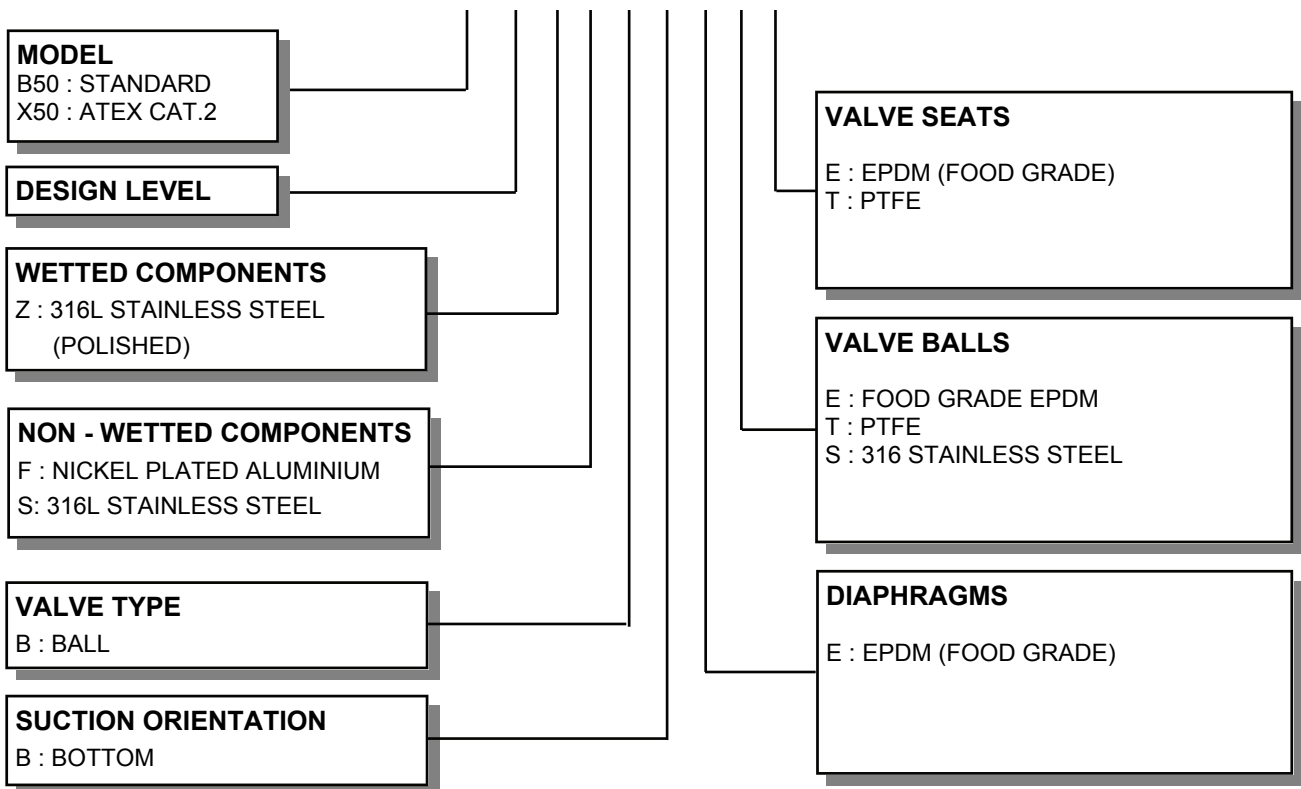 MODEL
B50 : STANDARD
X50 : ATEX CAT.2
DESIGN LEVEL
WETTED COMPONENTS
Z : 316L STAINLESS STEEL
(POLISHED)
NON - WETTED COMPONENTS
F : NICKEL PLATED ALUMINIUM
S: 316L STAINLESS STEEL
VALVE TYPE
B : BALL
SUCTION ORIENTATION
B : BOTTOM
VALVE SEATS
E : EPDM (FOOD GRADE)
T : PTFE
VALVE BALLS
E : FOOD GRADE EPDM
T : PTFE
S : 316 STAINLESS STEEL
DIAPHRAGMS
E : EPDM (FOOD GRADE)